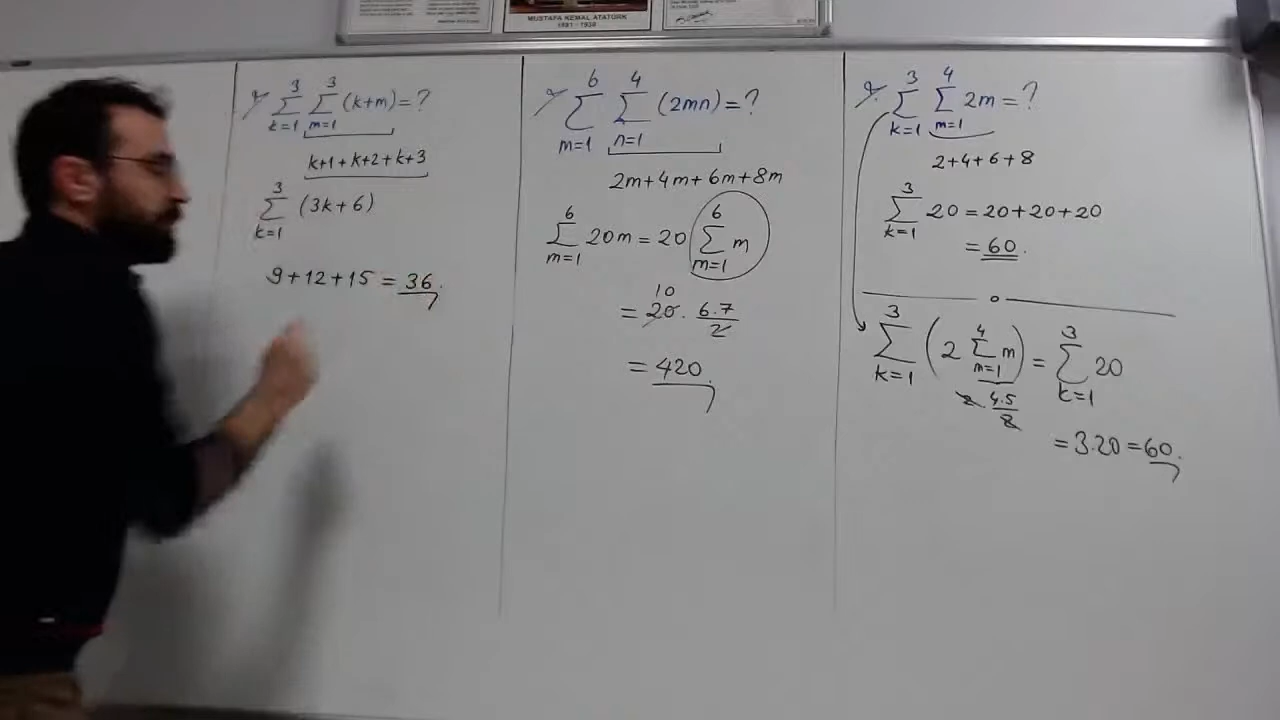 MUSTAFA KEMAL ATATÜRK
1881 - 1938
3 3
∑ ∑ (k+m) = ?
k=1 m=1
k+1+k+2+k+3
3
∑ (3k+6)
k=1
9+12+15 = 36.
6 4
∑ ∑ (2mn) = ?
m=1 n=1
2m+4m+6m+8m
6 6
∑ 20m = 20 ∑ m
m=1 m=1
10
= 20 . 6.7/2
= 420.
3 4
∑ ∑ 2m = ?
k=1 m=1
2+4+6+8
3
∑ 20 = 20+20+20
k=1
= 60.
3 4 3
∑ (2 ∑ m) = ∑ 20
k=1 m=1 k=1
2 4.5/2
= 3.20 = 60.